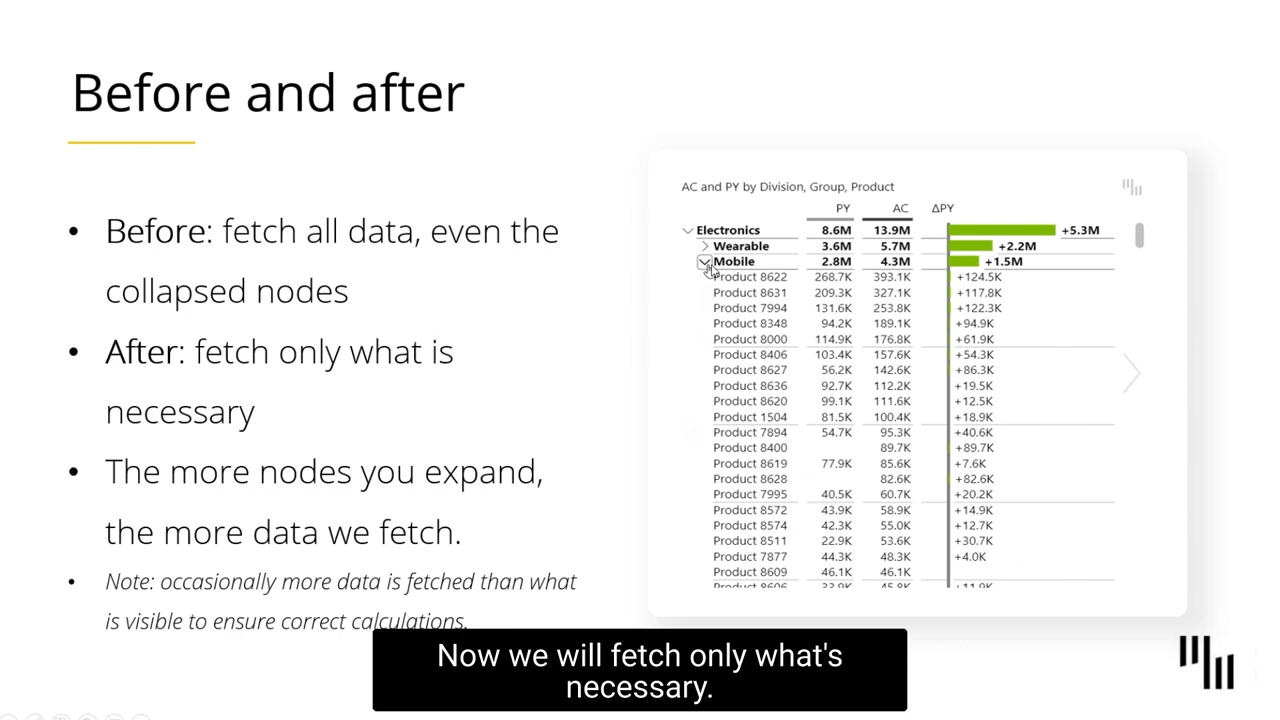 Before and after
• Before: fetch all data, even the
collapsed nodes
• After: fetch only what is
necessary
• The more nodes you expand,
the more data we fetch.
• Note: occasionally more data is fetched than what
is visible to ensure correct calculations.
AC and PY by Division, Group, Product
PY AC ΔPY
Electronics 8.6M 13.9M +5.3M
Wearable 3.6M 5.7M +2.2M
Mobile 2.8M 4.3M +1.5M
Product 8622 268.7K 393.1K +124.5K
Product 8631 209.3K 327.1K +117.8K
Product 7994 131.6K 253.8K +122.3K
Product 8348 94.2K 189.1K +94.9K
Product 8000 114.9K 176.8K +61.9K
Product 8406 103.4K 157.6K +54.3K
Product 8627 56.2K 142.6K +86.3K
Product 8636 92.7K 112.2K +19.5K
Product 8620 99.1K 111.6K +12.5K
Product 1504 81.5K 100.4K +18.9K
Product 7894 54.7K 95.3K +40.6K
Product 8400 89.7K +89.7K
Product 8619 77.9K 85.6K +7.6K
Product 8628 82.6K +82.6K
Product 7995 40.5K 60.7K +20.2K
Product 8572 43.9K 58.9K +14.9K
Product 8574 42.3K 55.0K +12.7K
Product 8511 22.9K 53.6K +30.7K
Product 7877 44.3K 48.3K +4.0K
Product 8609 46.1K 46.1K
Now we will fetch only what's
necessary.